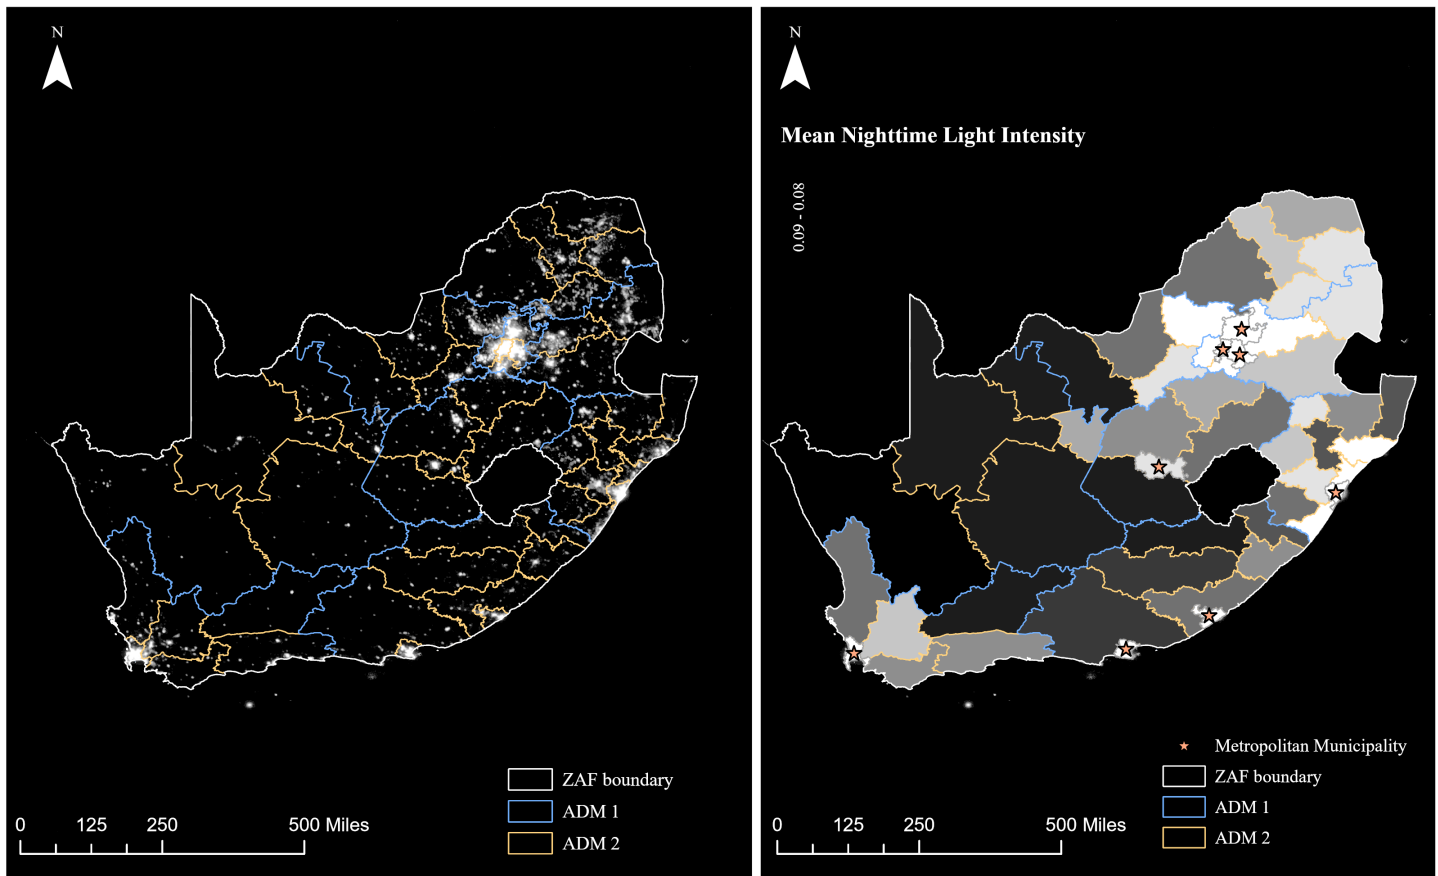 N
0
125
250
500 Miles
ZAF boundary
ADM 1
ADM 2
N
Mean Nighttime Light Intensity
0.09 - 0.08
Metropolitan Municipality
ZAF boundary
ADM 1
ADM 2
0
125
250
500 Miles